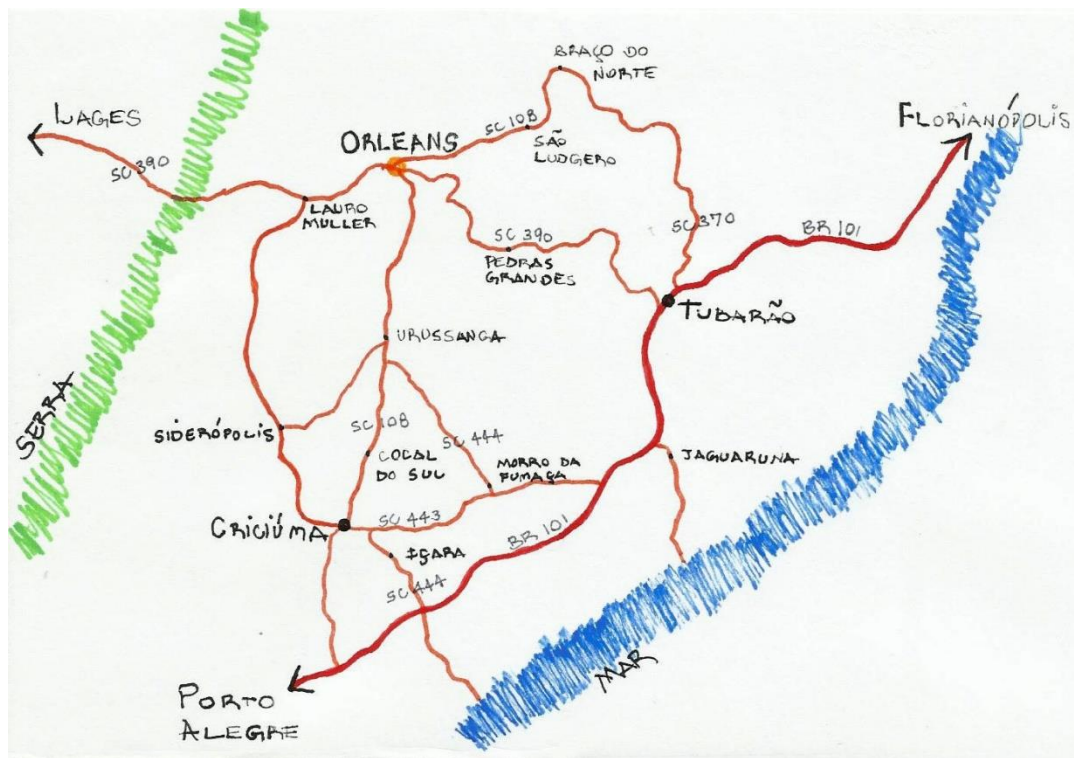 BRAÇO DO
NORTE
LAGES
FLORIANÓPOLIS
SC 108
ORLEANS
SÃO
LUDGERO
SC 390
LAURO
MULLER
SC 370
SC 390
BR 101
PEDRAS
GRANDES
TUBARÃO
URUSSANGA
SERRA
SIDERÓPOLIS
SC 108
SC 444
COCAL
DO SUL
MORRO DA
FUMAÇA
JAGUARUNA
CRICIÚMA
SC 443
BR 101
IÇARA
SC 444
MAR
PORTO
ALEGRE